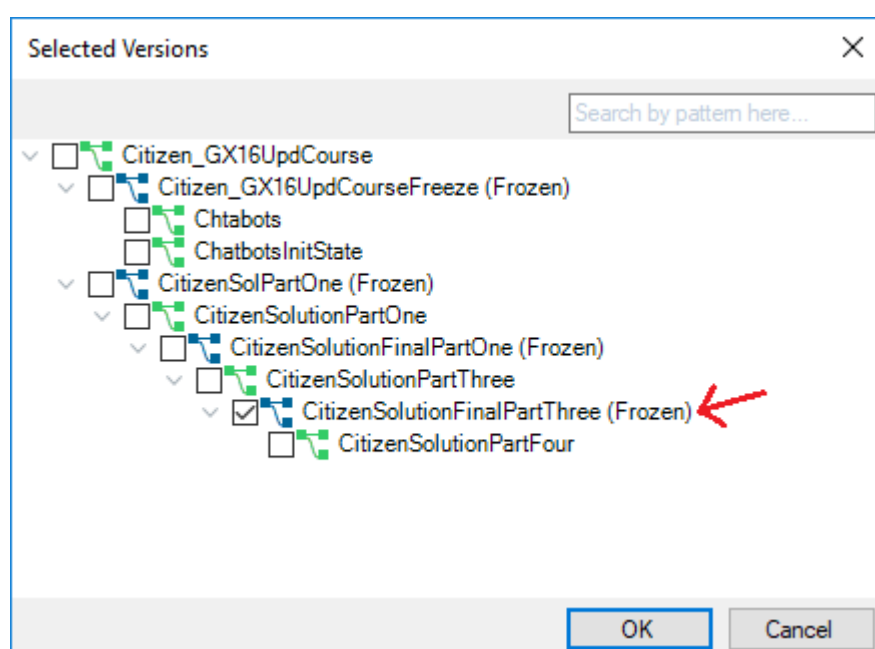 Selected Versions
Search by pattern here...
Citizen_GX16UpdCourse
Citizen_GX16UpdCourseFreeze (Frozen)
Chtabots
ChatbotsInitState
CitizenSolPartOne (Frozen)
CitizenSolutionPartOne
CitizenSolutionFinalPartOne (Frozen)
CitizenSolutionPartThree
CitizenSolutionFinalPartThree (Frozen)
CitizenSolutionPartFour
OK Cancel